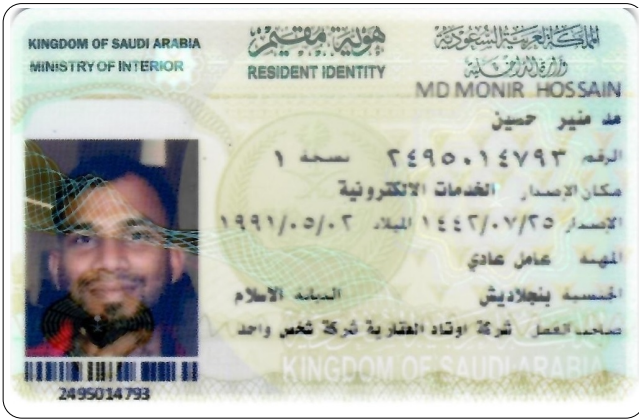 KINGDOM OF SAUDI ARABIA
MINISTRY OF INTERIOR
هوية مقيم
RESIDENT IDENTITY
المملكة العربية السعودية
وزارة الداخلية
MD MONIR HOSSAIN
مد منير حسين
الرقم ٢٤٩٥٠١٤٧٩٣ نسخة ١
مكان الإصدار الخدمات الالكترونية
الإصدار ١٤٤٢/٠٧/٢٥ الميلاد ١٩٩١/٠٥/٠٢
المهنة عامل عادي
الجنسية بنجلاديش الديانة الاسلام
صاحب العمل شركة اوتاد العقارية شركة شخص واحد
KINGDOM OF SAUDI ARABIA
2495014793